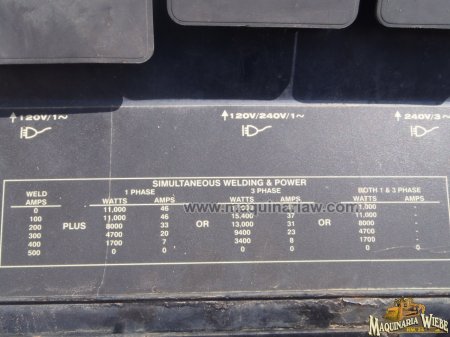 120V/1~ 120V/240V/1~ 240V/3~
SIMULTANEOUS WELDING & POWER
WELD 1 PHASE 3 PHASE BOTH 1 & 3 PHASE
AMPS WATTS AMPS WATTS AMPS WATTS AMPS
www.maquinariaw.com
0 11,000 46
100 11,000 46 15,400 37 11,000 -
200 PLUS 8000 33 OR 13,000 31 OR 8000 -
300 4700 20 9400 23 4700 -
400 1700 7 3400 8 1700 -
500 0 0 0 0 0 -
MAQUINARIA WIEBE
KM. 24